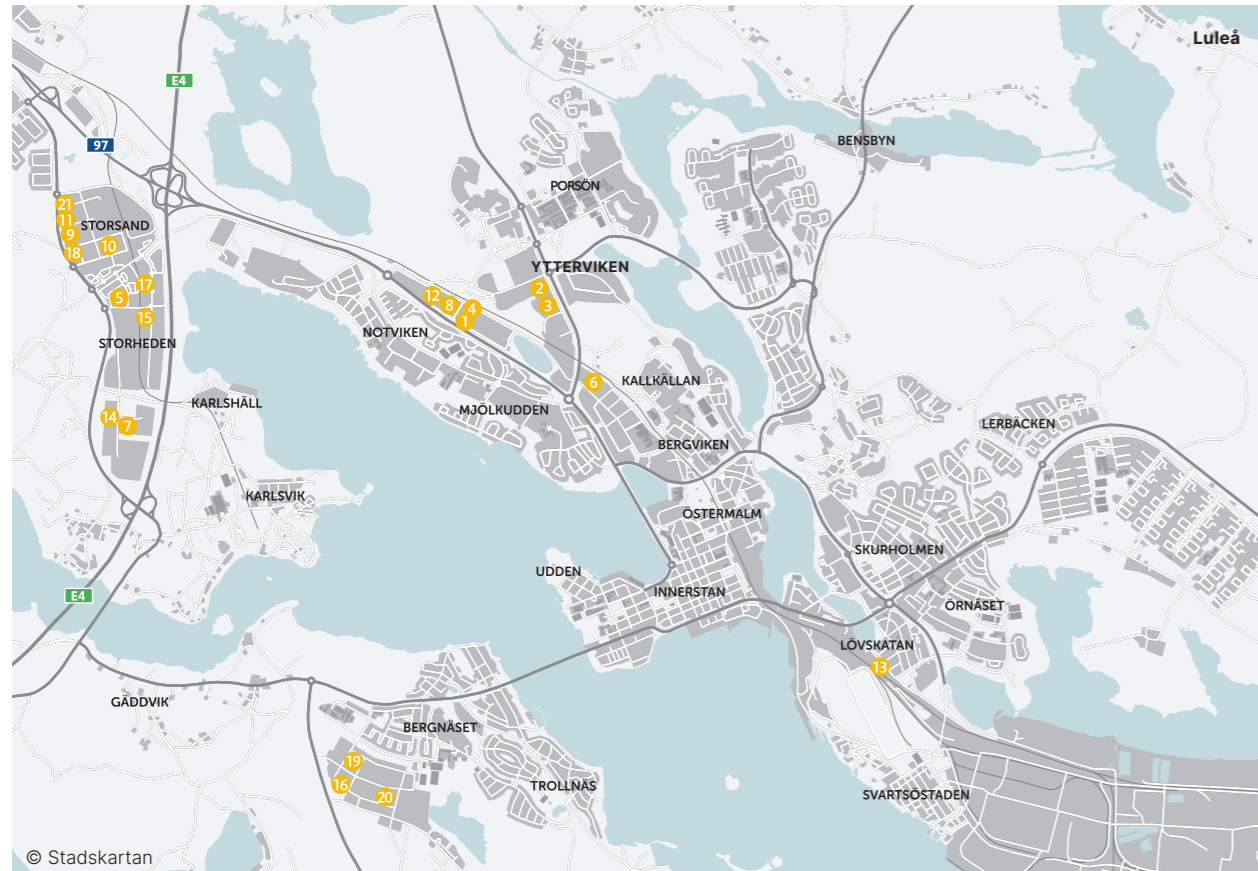 Luleå
E4
97
BENSBYN
PORSÖN
21
11
STORSAND
9
10
18
YTTERVIKEN
17
2
5
12
8
3
4
15
1
NOTVIKEN
STORHEDEN
6
KALLKÄLLAN
KARLSHÄLL
MJÖLKUDDEN
14
7
LERBÄCKEN
BERGVIKEN
KARLSVIK
ÖSTERMALM
SKURHOLMEN
UDDEN
E4
INNERSTAN
ÖRNÄSET
LÖVSKATAN
13
GÄDDVIK
BERGNÄSET
19
16
TROLLNÄS
20
SVARTSÖSTADEN
© Stadskartan